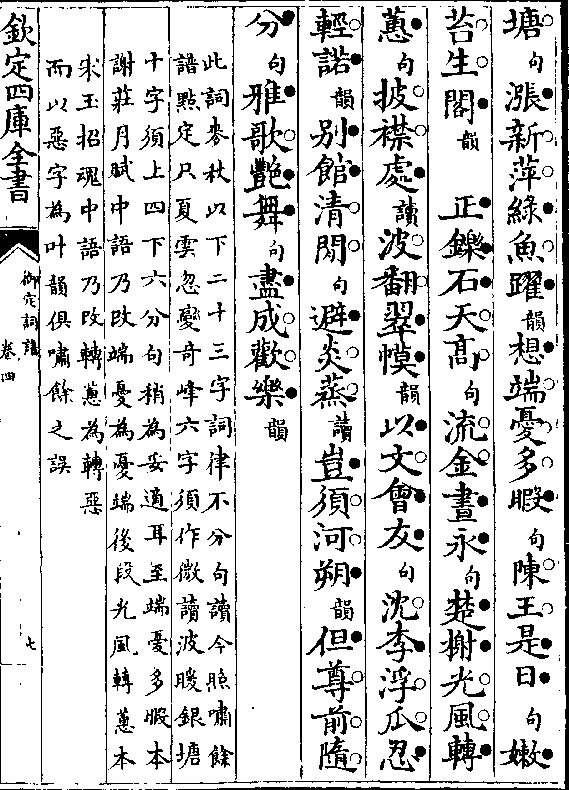 塘句漲新萍綠魚躍韻想端憂多暇句陳王是日句嫩
苔生閣韻　正鑠石天髙句流金晝永句楚榭光風轉
蕙句披襟處讀波翻翠幙韻以文會友句沈李浮瓜忍
輕諾韻别館清閒句避炎蒸讀豈須河朔韻但尊前隨
分句雅歌艷舞句盡成歡樂韻
此詞麥秋以下二十三字詞律不分句讀今照嘯餘
譜㸃定只夏雲忽變竒峰六字須作微讀波暖銀塘
十字須上四下六分句稍為妥適耳至端憂多暇本
謝莊月賦中語乃改端憂為憂端後段光風轉蕙本
宋玉招魂中語乃改轉蕙為轉惡
而以惡字為叶韻俱嘯餘之誤
欽定四庫全書
御定詞譜
卷四
七